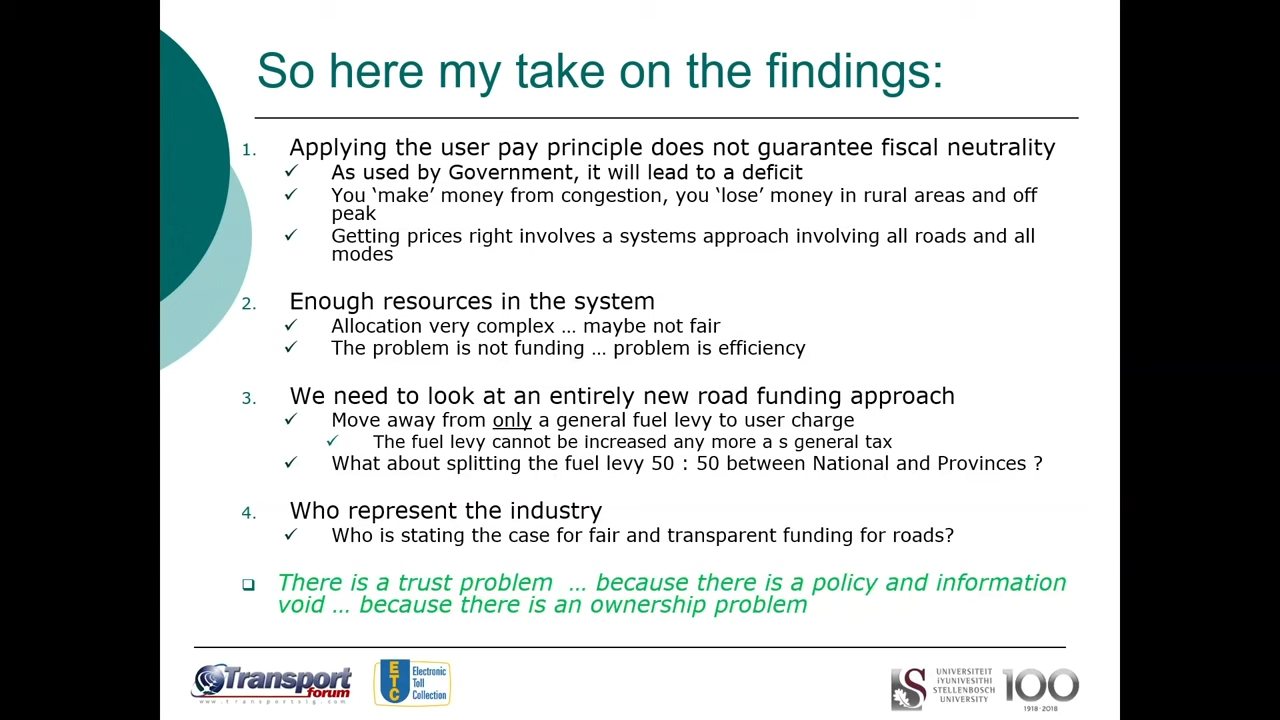 So here my take on the findings:
1. Applying the user pay principle does not guarantee fiscal neutrality
✓ As used by Government, it will lead to a deficit
✓ You ‘make’ money from congestion, you ‘lose’ money in rural areas and off
peak
✓ Getting prices right involves a systems approach involving all roads and all
modes
2. Enough resources in the system
✓ Allocation very complex … maybe not fair
✓ The problem is not funding … problem is efficiency
3. We need to look at an entirely new road funding approach
✓ Move away from only a general fuel levy to user charge
✓ The fuel levy cannot be increased any more a s general tax
✓ What about splitting the fuel levy 50 : 50 between National and Provinces ?
4. Who represent the industry
✓ Who is stating the case for fair and transparent funding for roads?
❑ There is a trust problem … because there is a policy and information
void … because there is an ownership problem
Transport
forum
www.transportsig.com
ETC
Electronic
Toll
Collection
UNIVERSITEIT
iYUNIVESITHI
STELLENBOSCH
UNIVERSITY
100
1918·2018